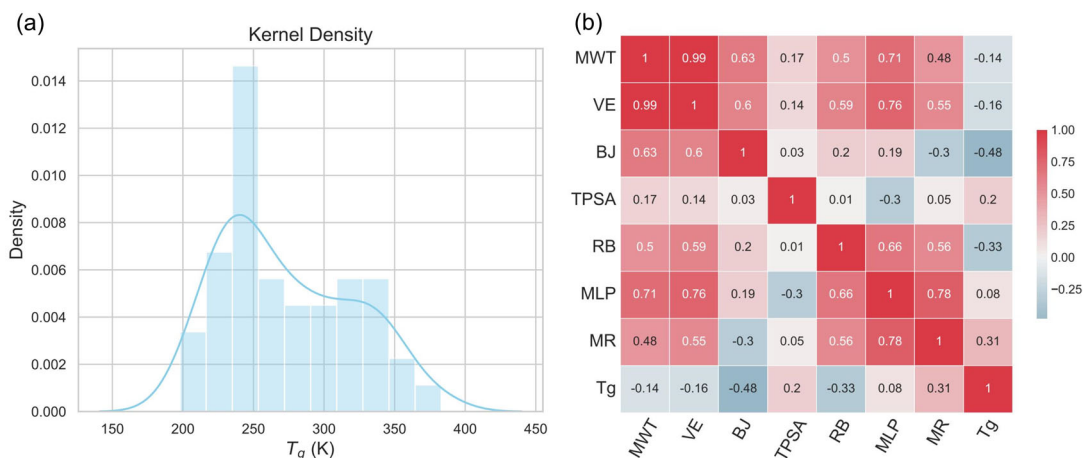 (a)
Kernel Density
0.014
0.012
0.010
0.008
0.006
0.004
0.002
0.000
Density
150 200 250 300 350 400 450
Tg (K)
(b)
MWT 1 0.99 0.63 0.17 0.5 0.71 0.48 -0.14
VE 0.99 1 0.6 0.14 0.59 0.76 0.55 -0.16
BJ 0.63 0.6 1 0.03 0.2 0.19 -0.3 -0.48
TPSA 0.17 0.14 0.03 1 0.01 -0.3 0.05 0.2
RB 0.5 0.59 0.2 0.01 1 0.66 0.56 -0.33
MLP 0.71 0.76 0.19 -0.3 0.66 1 0.78 0.08
MR 0.48 0.55 -0.3 0.05 0.56 0.78 1 0.31
Tg -0.14 -0.16 -0.48 0.2 -0.33 0.08 0.31 1
MWT VE BJ TPSA RB MLP MR Tg
1.00
0.75
0.50
0.25
0.00
−0.25